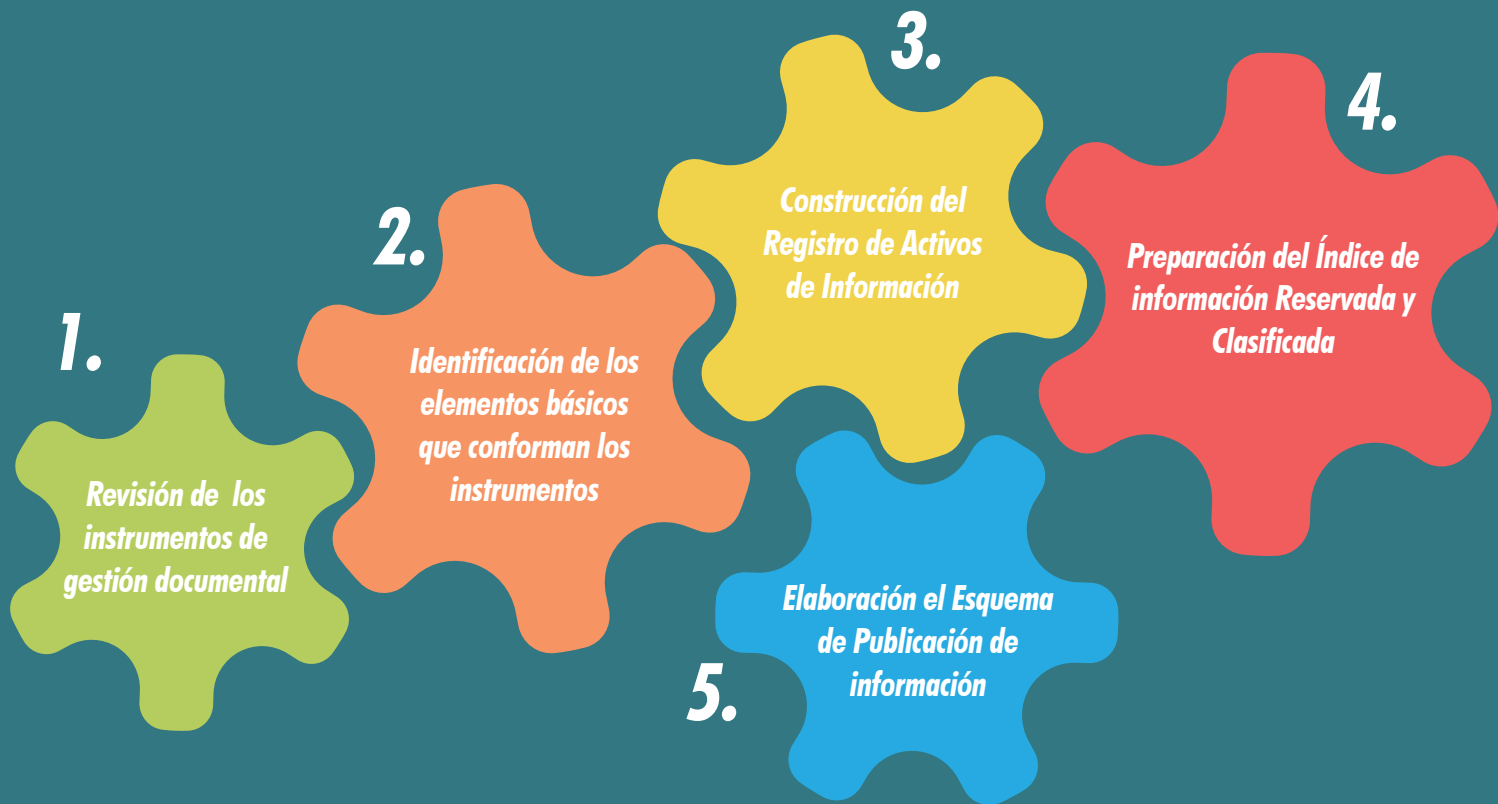 1.
Revisión de  los
instrumentos de
gestión documental
2.
Identificación de los
elementos básicos
que conforman los
instrumentos
3.
Construcción del
Registro de Activos
de Información
4.
Preparación del Índice de
información Reservada y
Clasificada
5.
Elaboración el Esquema
de Publicación de
información